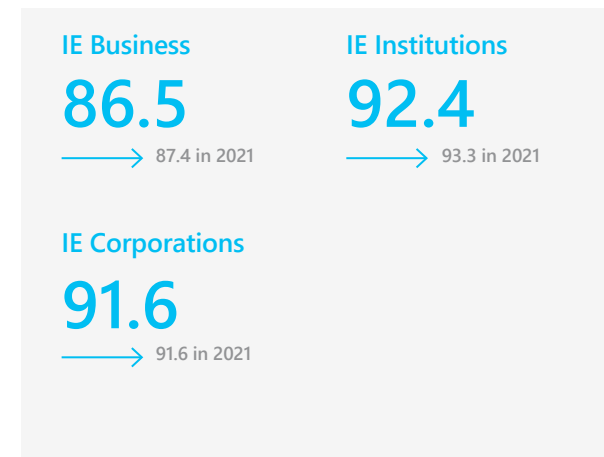 IE Business
86.5
87.4 in 2021
IE Institutions
92.4
93.3 in 2021
IE Corporations
91.6
91.6 in 2021